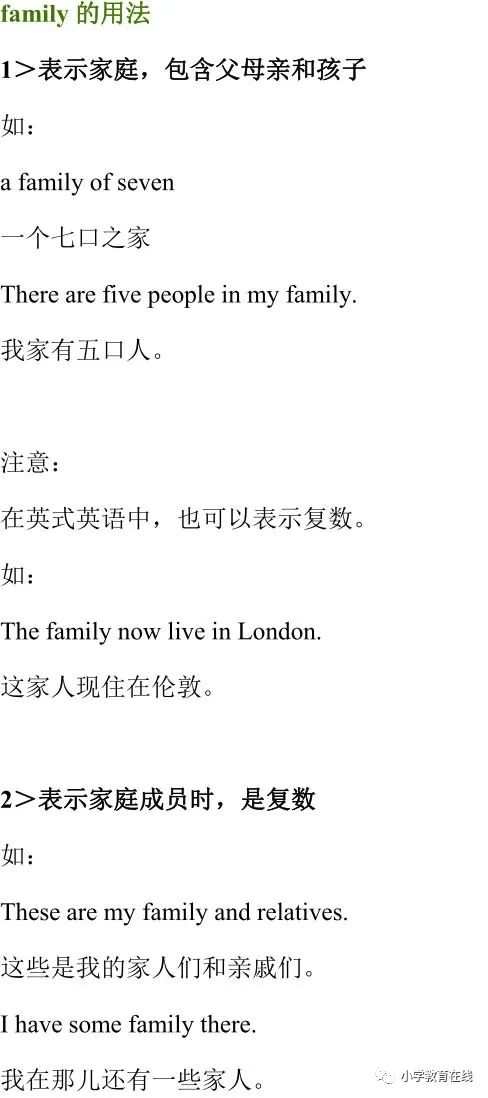 family 的用法
1＞表示家庭，包含父母亲和孩子
如：
a family of seven
一个七口之家
There are five people in my family.
我家有五口人。
注意：
在英式英语中，也可以表示复数。
如：
The family now live in London.
这家人现住在伦敦。
2＞表示家庭成员时，是复数
如：
These are my family and relatives.
这些是我的家人们和亲戚们。
I have some family there.
我在那儿还有一些家人。
小学教育在线